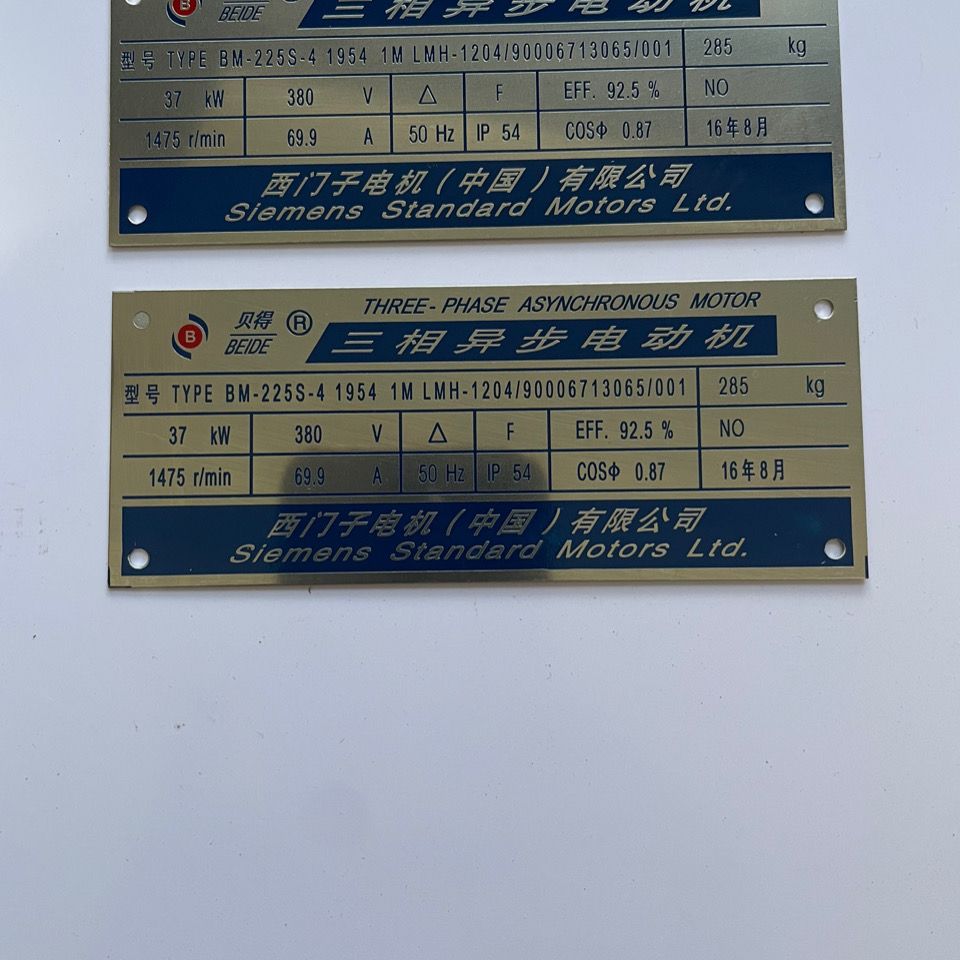 B BEIDE 三相异步电动机
型号 TYPE BM-225S-4 1954 1M LMH-1204/90006713065/001 285 kg
37 kW 380 V △ F EFF. 92.5 % NO
1475 r/min 69.9 A 50 Hz IP 54 COSΦ 0.87 16年8月
西门子电机(中国)有限公司
Siemens Standard Motors Ltd.
THREE-PHASE ASYNCHRONOUS MOTOR
B 贝得 ®
BEIDE 三相异步电动机
型号 TYPE BM-225S-4 1954 1M LMH-1204/90006713065/001 285 kg
37 kW 380 V △ F EFF. 92.5 % NO
1475 r/min 69.9 A 50 Hz IP 54 COSΦ 0.87 16年8月
西门子电机(中国)有限公司
Siemens Standard Motors Ltd.